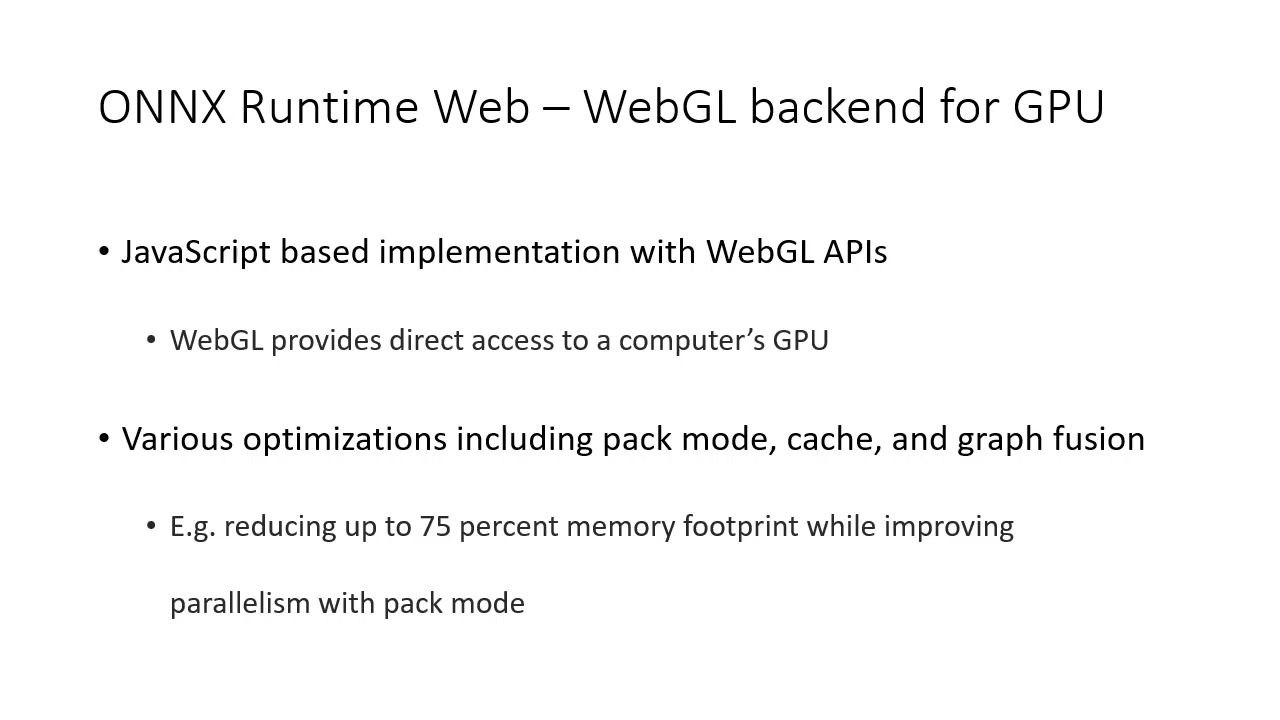 ONNX Runtime Web – WebGL backend for GPU
• JavaScript based implementation with WebGL APIs
• WebGL provides direct access to a computer’s GPU
• Various optimizations including pack mode, cache, and graph fusion
• E.g. reducing up to 75 percent memory footprint while improving
parallelism with pack mode